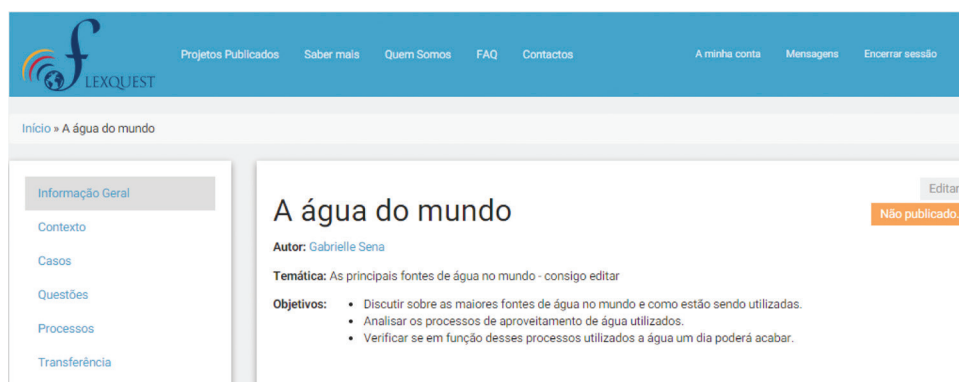 fLEXQUEST
Projetos Publicados Saber mais Quem Somos FAQ Contactos A minha conta Mensagens Encerrar sessão
Início » A água do mundo
Informação Geral
Contexto
Casos
Questões
Processos
Transferência
Editar
Não publicado.
A água do mundo
Autor: Gabrielle Sena
Temática: As principais fontes de água no mundo - consigo editar
Objetivos: • Discutir sobre as maiores fontes de água no mundo e como estão sendo utilizadas.
• Analisar os processos de aproveitamento de água utilizados.
• Verificar se em função desses processos utilizados a água um dia poderá acabar.